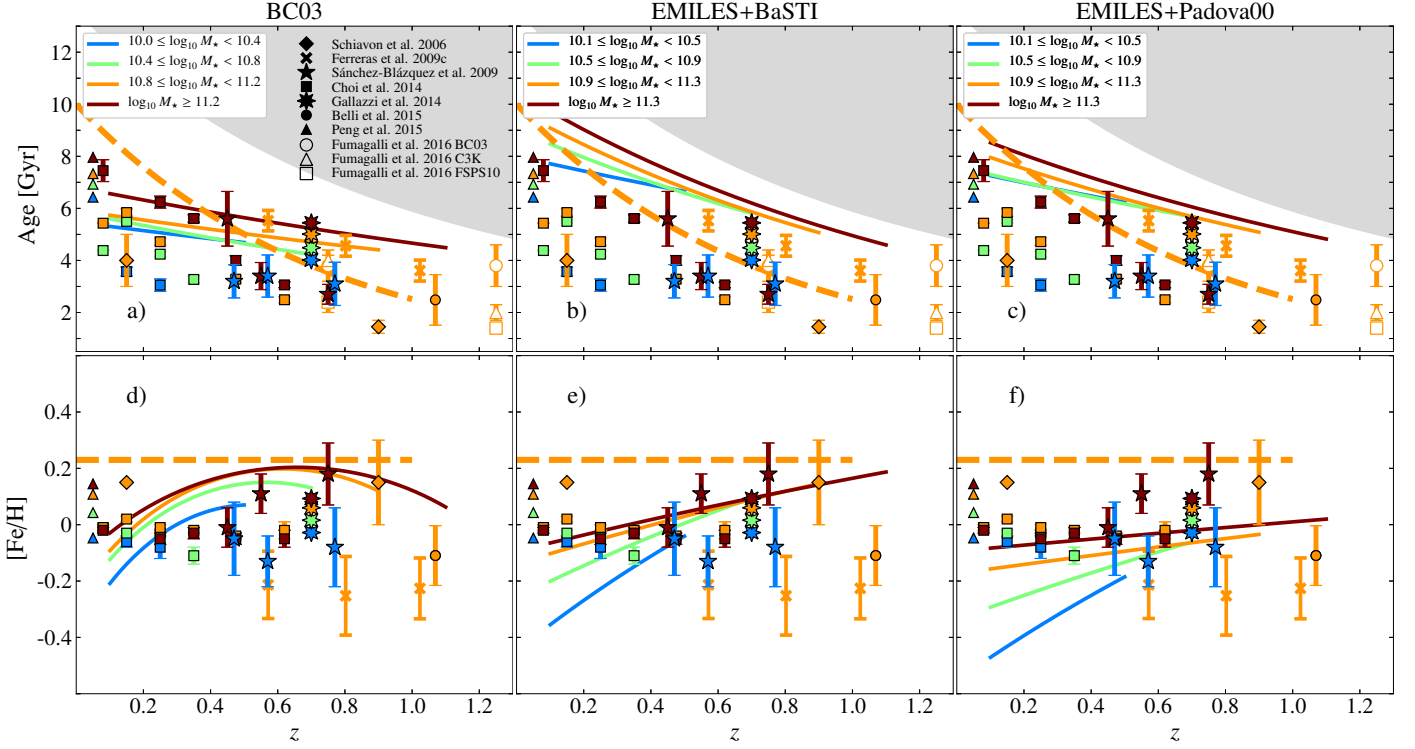 BC03
EMILES+BaSTI
EMILES+Padova00
Age [Gyr]
12
10
8
6
4
2
10.0 ≤ log₁₀ M⋆ < 10.4
10.4 ≤ log₁₀ M⋆ < 10.8
10.8 ≤ log₁₀ M⋆ < 11.2
log₁₀ M⋆ ≥ 11.2
Schiavon et al. 2006
Ferreras et al. 2009c
Sánchez-Blázquez et al. 2009
Choi et al. 2014
Gallazzi et al. 2014
Belli et al. 2015
Peng et al. 2015
Fumagalli et al. 2016 BC03
Fumagalli et al. 2016 C3K
Fumagalli et al. 2016 FSPS10
a)
10.1 ≤ log₁₀ M⋆ < 10.5
10.5 ≤ log₁₀ M⋆ < 10.9
10.9 ≤ log₁₀ M⋆ < 11.3
log₁₀ M⋆ ≥ 11.3
b)
10.1 ≤ log₁₀ M⋆ < 10.5
10.5 ≤ log₁₀ M⋆ < 10.9
10.9 ≤ log₁₀ M⋆ < 11.3
log₁₀ M⋆ ≥ 11.3
c)
[Fe/H]
0.4
0.2
0
-0.2
-0.4
d)
e)
f)
0.2 0.4 0.6 0.8 1.0 1.2
0.2 0.4 0.6 0.8 1.0 1.2
0.2 0.4 0.6 0.8 1.0 1.2
z
z
z